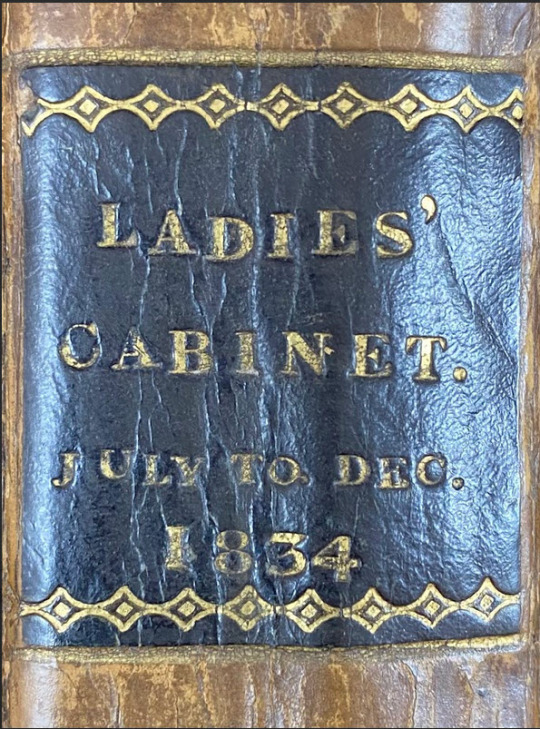 LADIES'
CABINET.
JULY TO. DEC.
1834